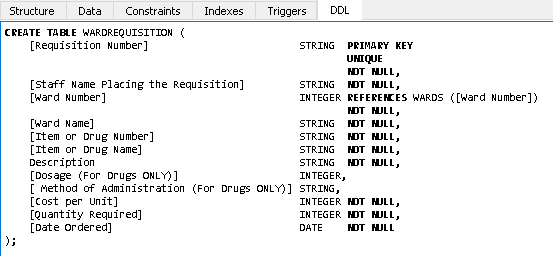 Structure Data Constraints Indexes Triggers DDL
CREATE TABLE WARDREQUISITION (
[Requisition Number] STRING PRIMARY KEY
UNIQUE
NOT NULL,
[Staff Name Placing the Requisition] STRING NOT NULL,
[Ward Number] INTEGER REFERENCES WARDS ([Ward Number])
NOT NULL,
[Ward Name] STRING NOT NULL,
[Item or Drug Number] STRING NOT NULL,
[Item or Drug Name] STRING NOT NULL,
Description STRING NOT NULL,
[Dosage (For Drugs ONLY)] INTEGER,
[ Method of Administration (For Drugs ONLY)] STRING,
[Cost per Unit] INTEGER NOT NULL,
[Quantity Required] INTEGER NOT NULL,
[Date Ordered] DATE NOT NULL
);